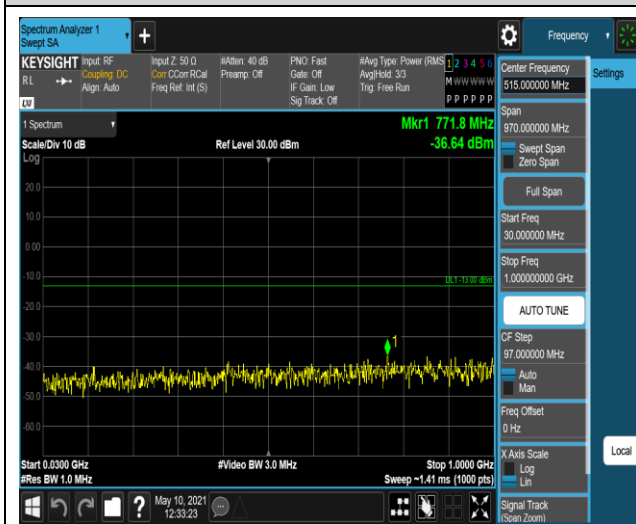 Spectrum Analyzer 1
Swept SA
+
Frequency
KEYSIGHT
RL
Input: RF
Coupling: DC
Align: Auto
Input Z: 50 Ω
Corr CCorr RCal
Freq Ref: Int (S)
#Atten: 40 dB
Preamp: Off
PNO: Fast
Gate: Off
IF Gain: Low
Sig Track: Off
#Avg Type: Power (RMS
Avg|Hold: 3/3
Trig: Free Run
1 2 3 4 5 6
M W W W W W
P P P P P P
LXI
1 Spectrum
Scale/Div 10 dB
Log
Ref Level 30.00 dBm
Mkr1 771.8 MHz
-36.64 dBm
20.0
10.0
0.00
-10.0
DL1 -13.00 dBm
-20.0
-30.0
1
-40.0
-50.0
-60.0
Start 0.0300 GHz
#Res BW 1.0 MHz
#Video BW 3.0 MHz
Stop 1.0000 GHz
Sweep ~1.41 ms (1000 pts)
May 10, 2021
12:33:23
Center Frequency
515.000000 MHz
Settings
Span
970.000000 MHz
Swept Span
Zero Span
Full Span
Start Freq
30.000000 MHz
Stop Freq
1.000000000 GHz
AUTO TUNE
CF Step
97.000000 MHz
Auto
Man
Freq Offset
0 Hz
X Axis Scale
Log
Lin
Local
Signal Track
(Span Zoom)